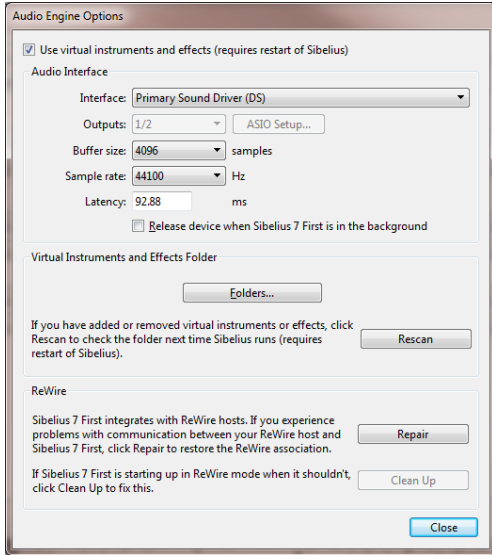 Audio Engine Options
Use virtual instruments and effects (requires restart of Sibelius)
Audio Interface
Interface: Primary Sound Driver (DS)
Outputs: 1/2 ASIO Setup...
Buffer size: 4096 samples
Sample rate: 44100 Hz
Latency: 92.88 ms
Release device when Sibelius 7 First is in the background
Virtual Instruments and Effects Folder
Folders...
If you have added or removed virtual instruments or effects, click
Rescan to check the folder next time Sibelius runs (requires
restart of Sibelius).
Rescan
ReWire
Sibelius 7 First integrates with ReWire hosts. If you experience
problems with communication between your ReWire host and
Sibelius 7 First, click Repair to restore the ReWire association.
Repair
If Sibelius 7 First is starting up in ReWire mode when it shouldn't,
click Clean Up to fix this.
Clean Up
Close